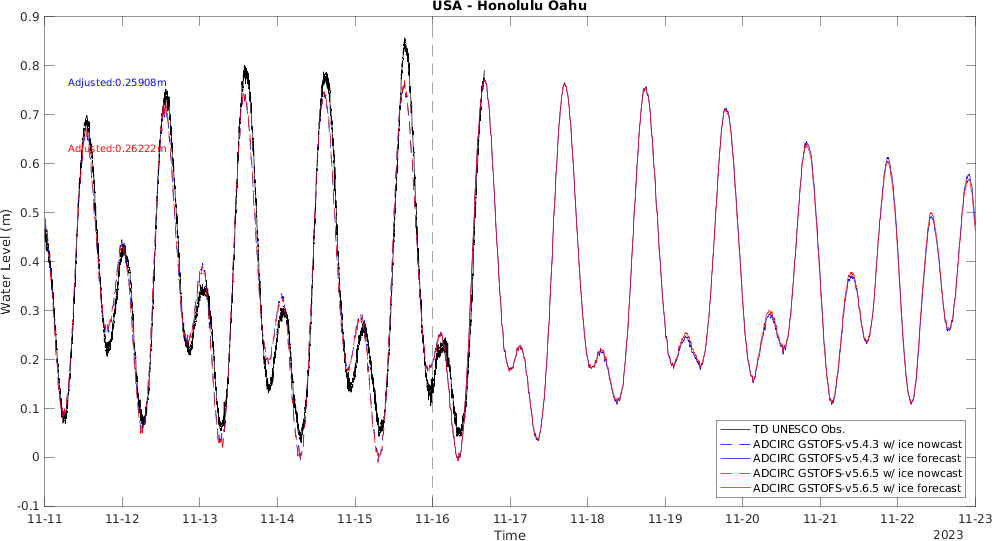 USA - Honolulu Oahu
0.9
0.8
0.7
0.6
0.5
0.4
0.3
0.2
0.1
0
-0.1
Water Level (m)
Adjusted:0.25908m
Adjusted:0.26222m
TD UNESCO Obs.
ADCIRC GSTOFS-v5.4.3 w/ ice nowcast
ADCIRC GSTOFS-v5.4.3 w/ ice forecast
ADCIRC GSTOFS-v5.6.5 w/ ice nowcast
ADCIRC GSTOFS-v5.6.5 w/ ice forecast
11-11 11-12 11-13 11-14 11-15 11-16 11-17 11-18 11-19 11-20 11-21 11-22 11-23
Time
2023